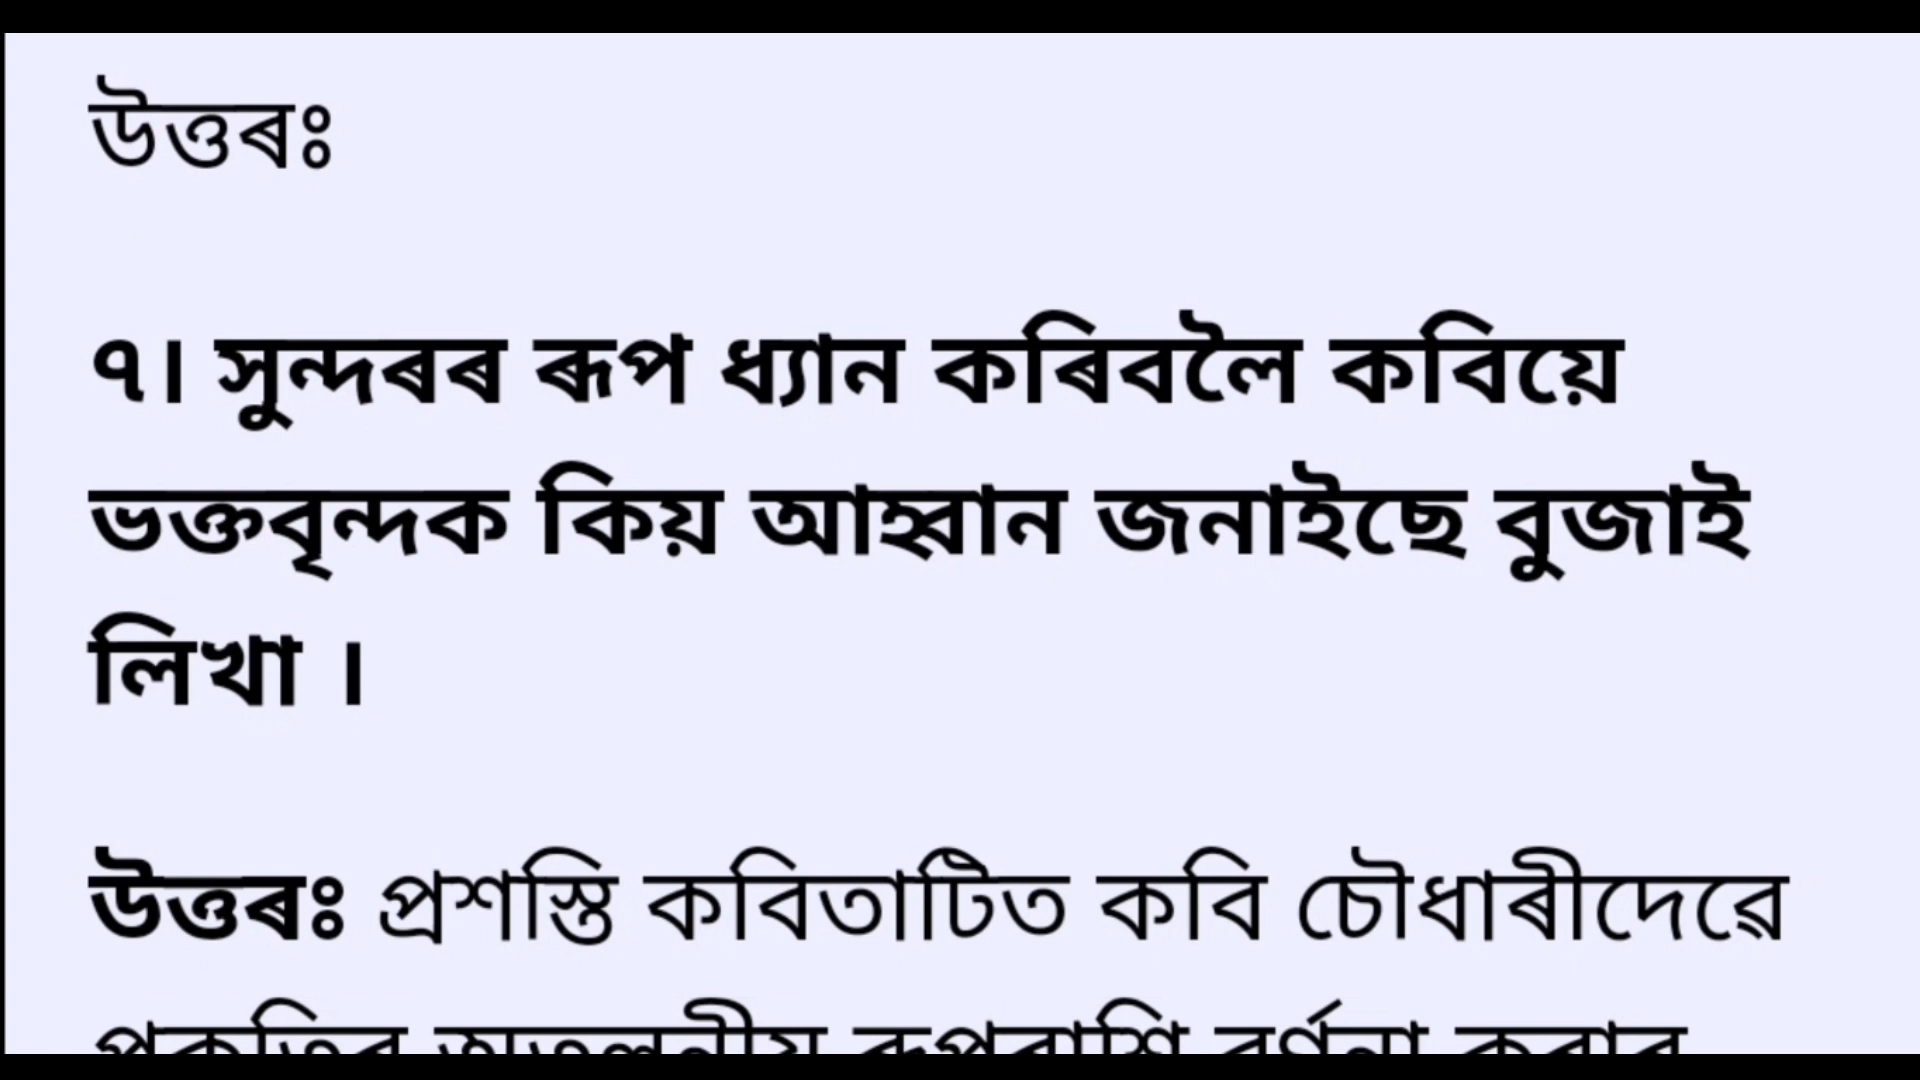 উত্তৰঃ
৭। সুন্দৰৰ ৰূপ ধ্যান কৰিবলৈ কবিয়ে
ভক্তবৃন্দক কিয় আহ্বান জনাইছে বুজাই
লিখা ।
উত্তৰঃ প্ৰশস্তি কবিতাটিত কবি চৌধাৰীদেৱে